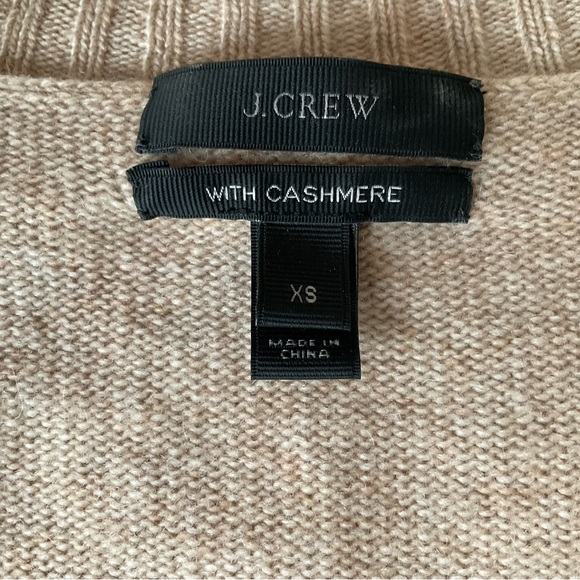 J.CREW
WITH CASHMERE
XS
MADE IN
CHINA